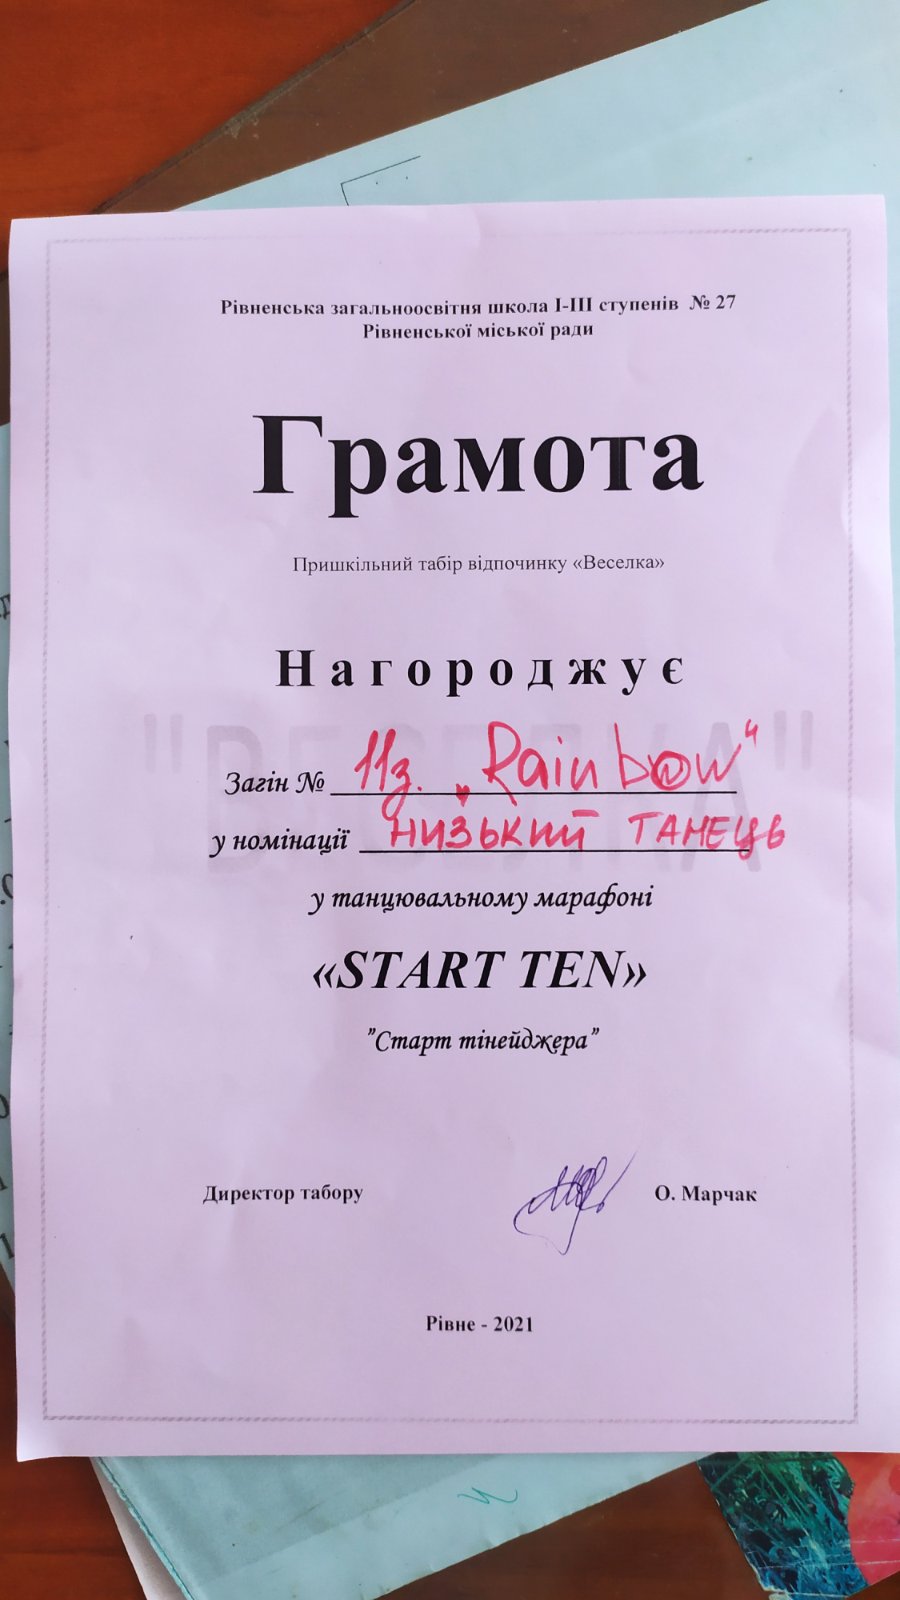 Рівненська загальноосвітня школа І-ІІІ ступенів № 27
Рівненської міської ради
Грамота
Пришкільний табір відпочинку «Веселка»
Нагороджує
"ВЕСЕЛКА"
Загін № 11з. „Rainbow“
у номінації низький танець
у танцювальному марафоні
«START TEN»
”Старт тінейджера”
Директор табору О. Марчак
Рівне - 2021